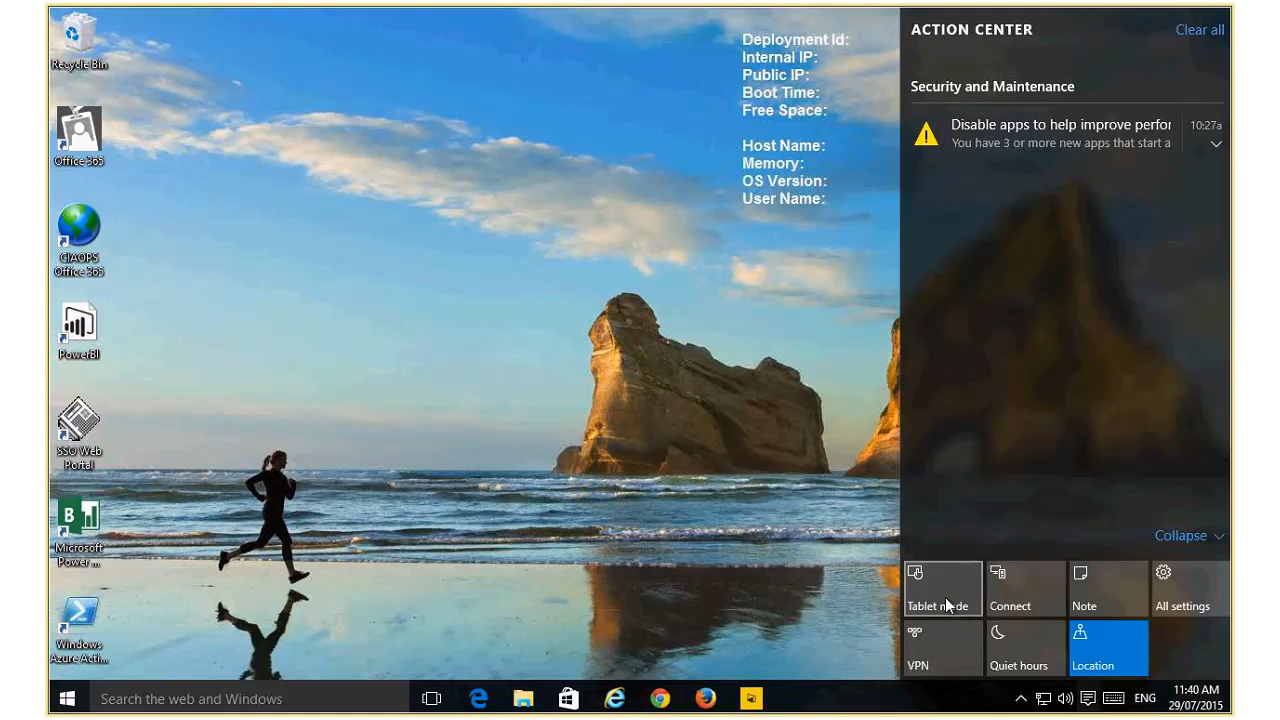 Recycle Bin
Office 365
CIAOPS
Office 365
PowerBI
SSO Web
Portal
B
Microsoft
Power ...
Windows
Azure Acti...
Deployment Id:
Internal IP:
Public IP:
Boot Time:
Free Space:
Host Name:
Memory:
OS Version:
User Name:
ACTION CENTER
Clear all
Security and Maintenance
Disable apps to help improve perfor
10:27a
You have 3 or more new apps that start a
Collapse
Tablet mode
Connect
Note
All settings
VPN
Quiet hours
Location
Search the web and Windows
ENG
11:40 AM
29/07/2015